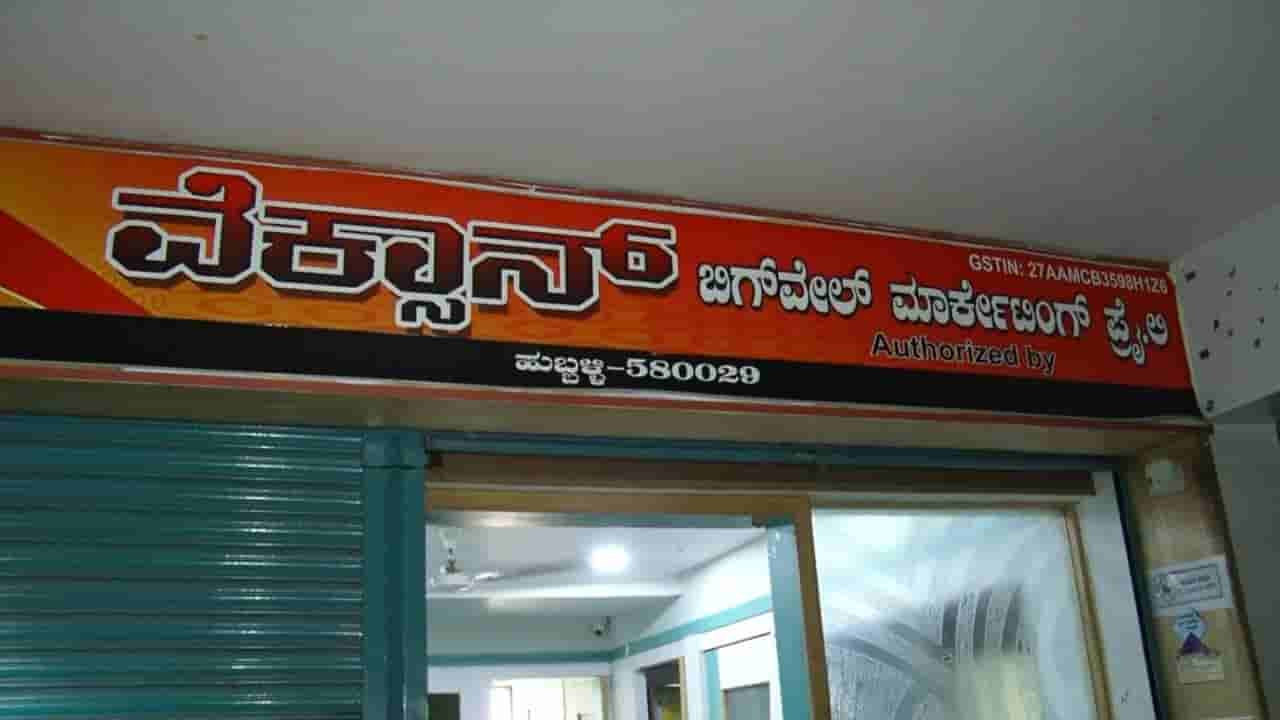 GSTIN: 27AAMCB3598H1Z6
ವೆಕ್ಸಾನ್ ಬಿಗ್‌ವೇಲ್ ಮಾರ್ಕೇಟಿಂಗ್ ಪ್ರೈ.ಲಿ
Authorized by
ಹುಬ್ಬಳ್ಳಿ-580029